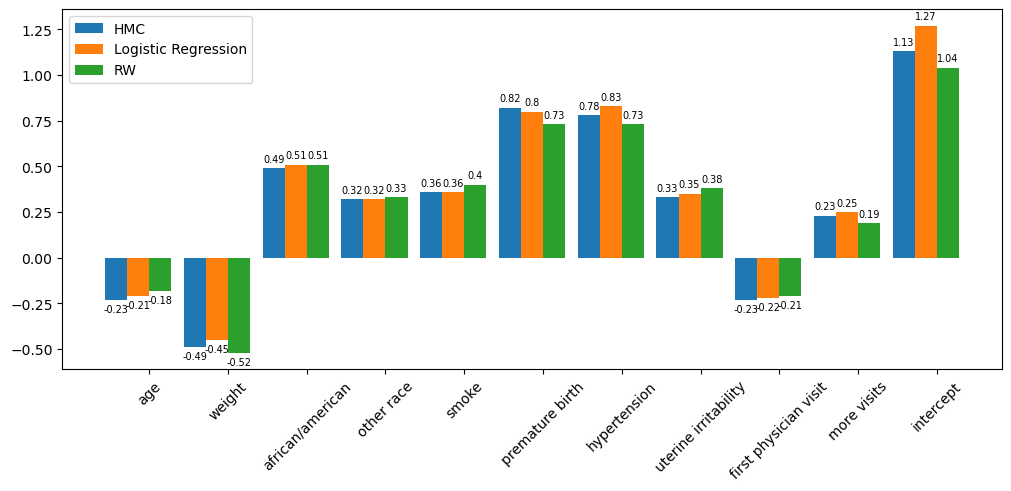 HMC
Logistic Regression
RW
1.25
1.00
0.75
0.50
0.25
0.00
−0.25
−0.50
-0.23
-0.21
-0.18
-0.49
-0.45
-0.52
0.49
0.51
0.51
0.32
0.32
0.33
0.36
0.36
0.4
0.82
0.8
0.73
0.78
0.83
0.73
0.33
0.35
0.38
-0.23
-0.22
-0.21
0.23
0.25
0.19
1.13
1.27
1.04
age
weight
african/american
other race
smoke
premature birth
hypertension
uterine irritability
first physician visit
more visits
intercept